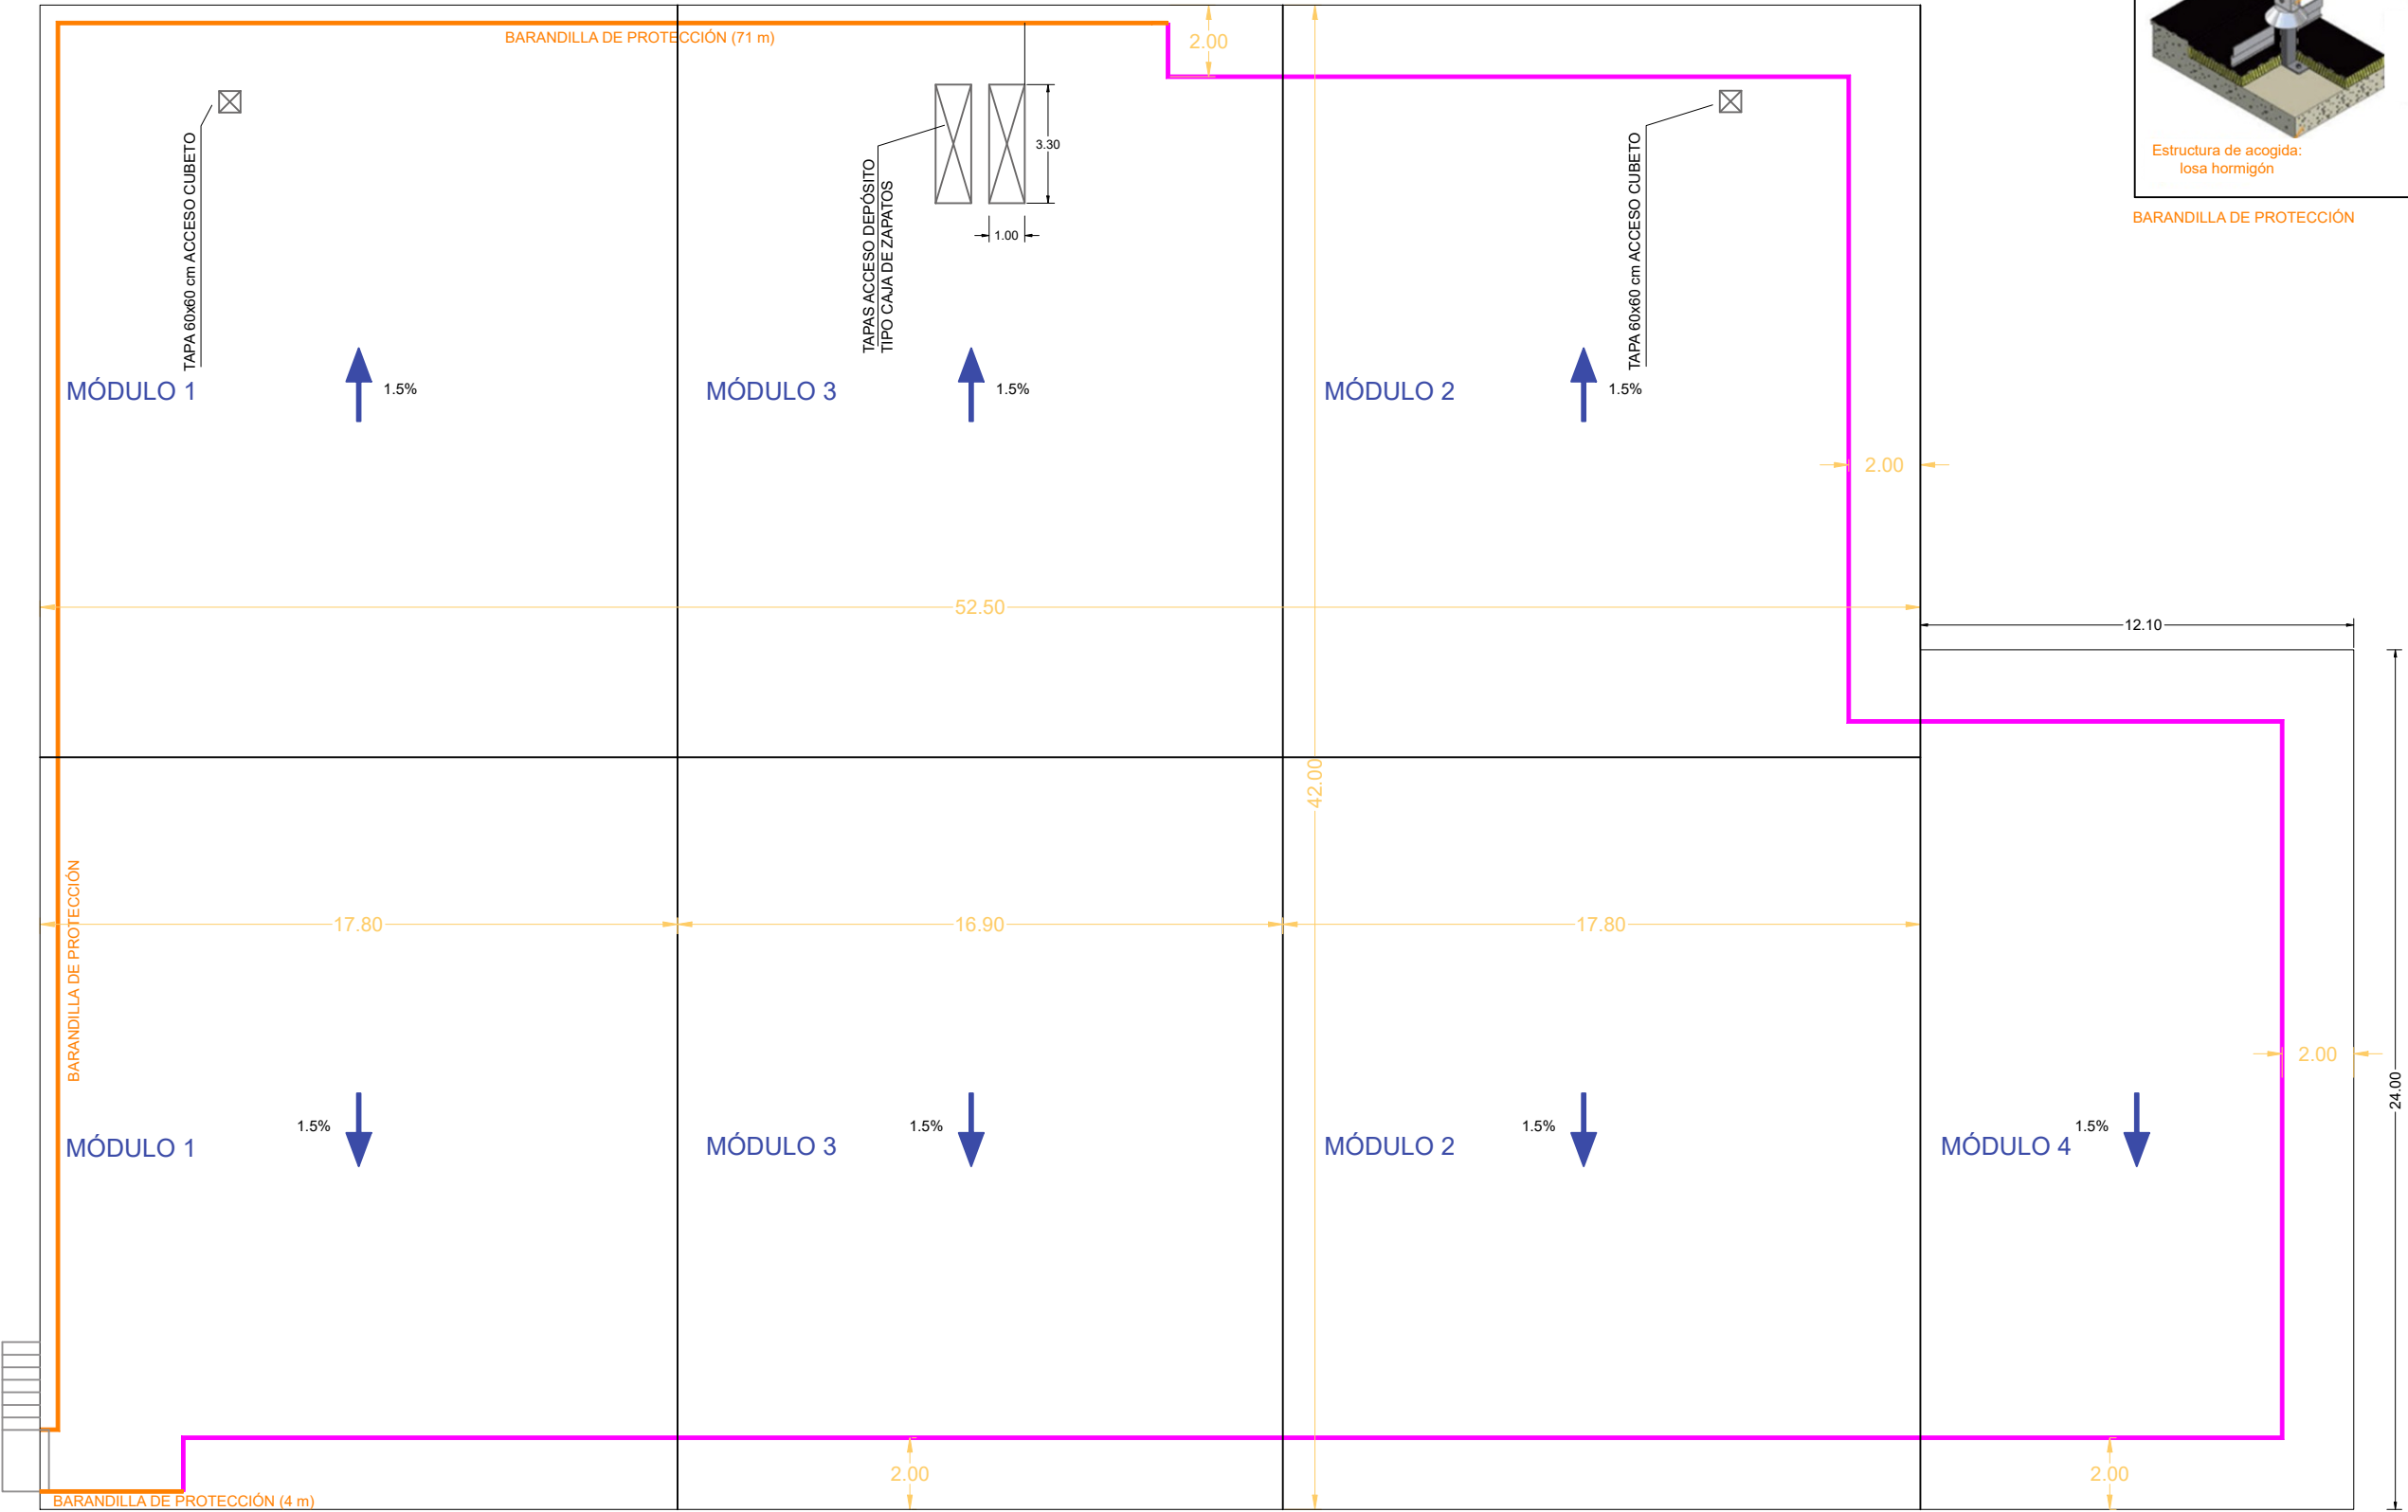 BARANDILLA DE PROTECCIÓN (71 m)
2.00
Estructura de acogida:
losa hormigón
BARANDILLA DE PROTECCIÓN
TAPA 60x60 cm ACCESO CUBETO
TAPAS ACCESO DEPÓSITO
TIPO CAJA DE ZAPATOS
3.30
1.00
TAPA 60x60 cm ACCESO CUBETO
MÓDULO 1
1.5%
MÓDULO 3
1.5%
MÓDULO 2
1.5%
2.00
52.50
12.10
42.00
BARANDILLA DE PROTECCIÓN
17.80
16.90
17.80
2.00
24.00
MÓDULO 1
1.5%
MÓDULO 3
1.5%
MÓDULO 2
1.5%
MÓDULO 4
1.5%
2.00
2.00
BARANDILLA DE PROTECCIÓN (4 m)